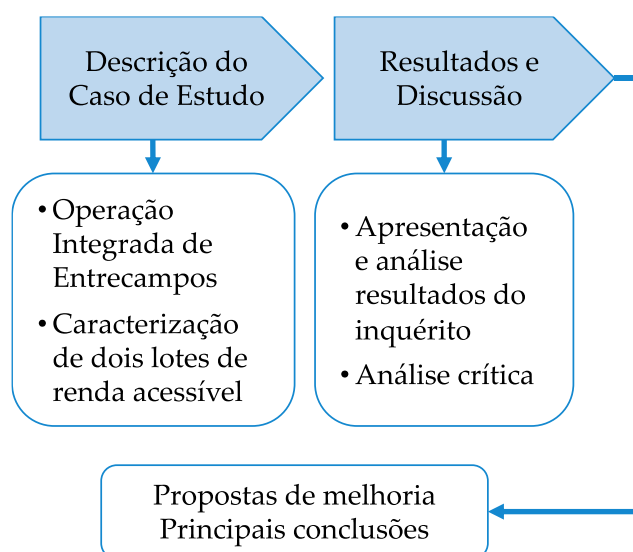 Descrição do
Caso de Estudo
Resultados e
Discussão
• Operação
Integrada de
Entrecampos
• Caracterização
de dois lotes de
renda acessível
• Apresentação
e análise
resultados do
inquérito
• Análise crítica
Propostas de melhoria
Principais conclusões